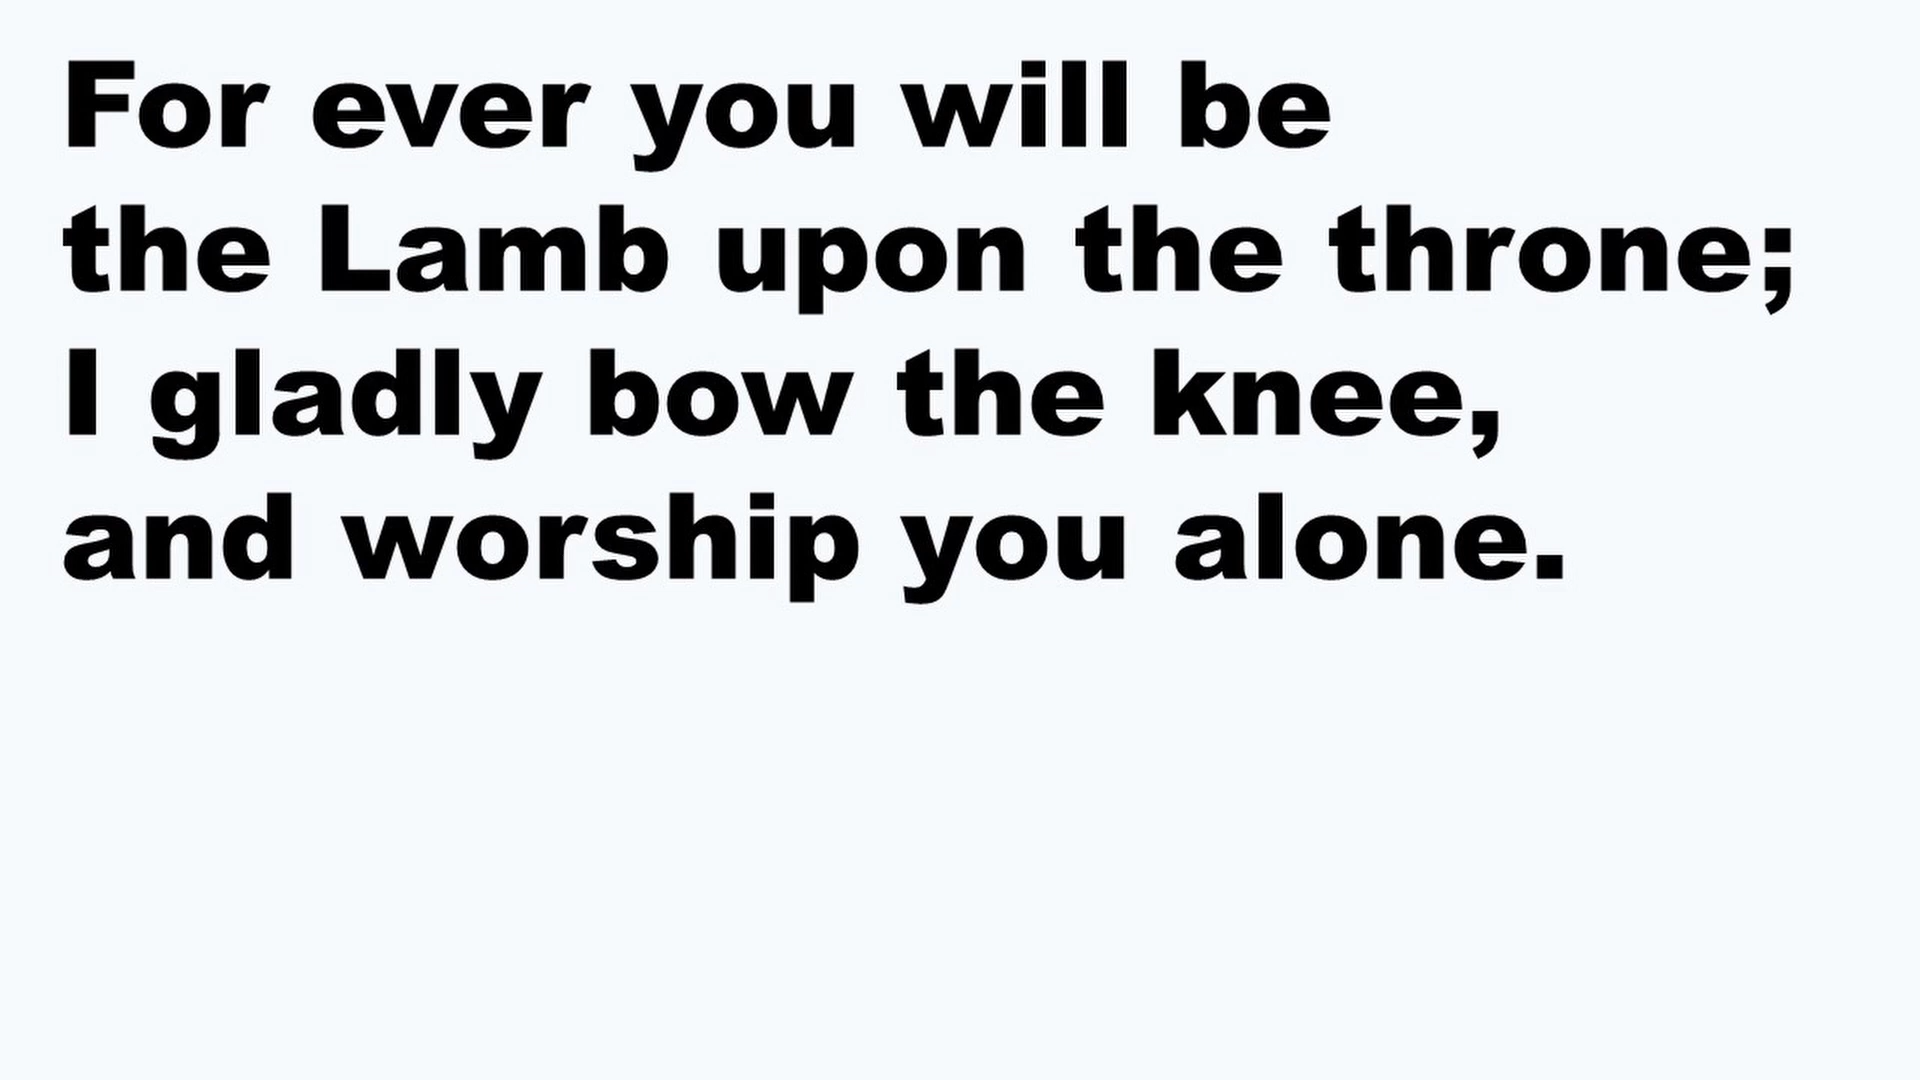 For ever you will be
the Lamb upon the throne;
I gladly bow the knee,
and worship you alone.